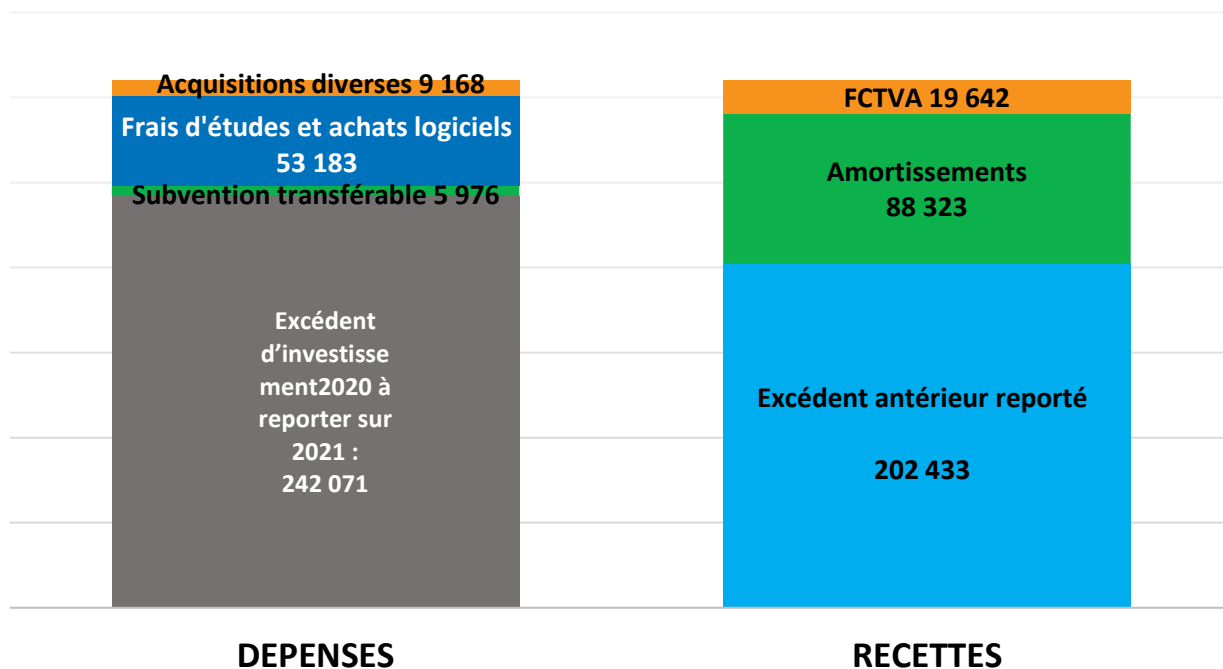 Acquisitions diverses 9 168
Frais d'études et achats logiciels
53 183
Subvention transférable 5 976
Excédent
d’investisse
ment2020 à
reporter sur
2021 :
242 071
DEPENSES
FCTVA 19 642
Amortissements
88 323
Excédent antérieur reporté
202 433
RECETTES